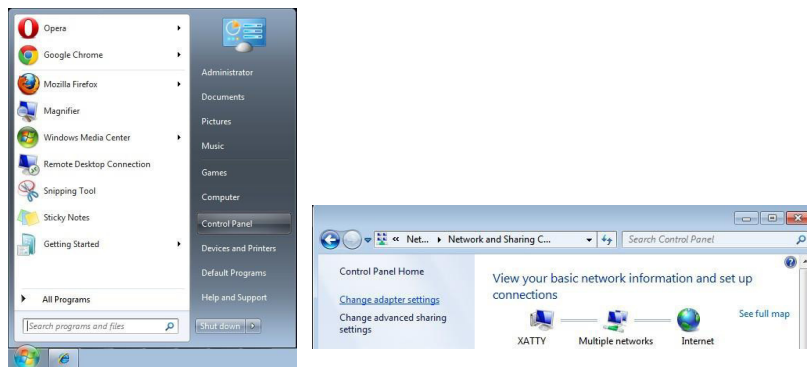 Opera
Google Chrome
Mozilla Firefox
Magnifier
Windows Media Center
Remote Desktop Connection
Snipping Tool
Sticky Notes
Getting Started
All Programs
Search programs and files
Administrator
Documents
Pictures
Music
Games
Computer
Control Panel
Devices and Printers
Default Programs
Help and Support
Shut down
« Net... Network and Sharing C...
Search Control Panel
Control Panel Home
Change adapter settings
Change advanced sharing
settings
View your basic network information and set up
connections
See full map
XATTY Multiple networks Internet